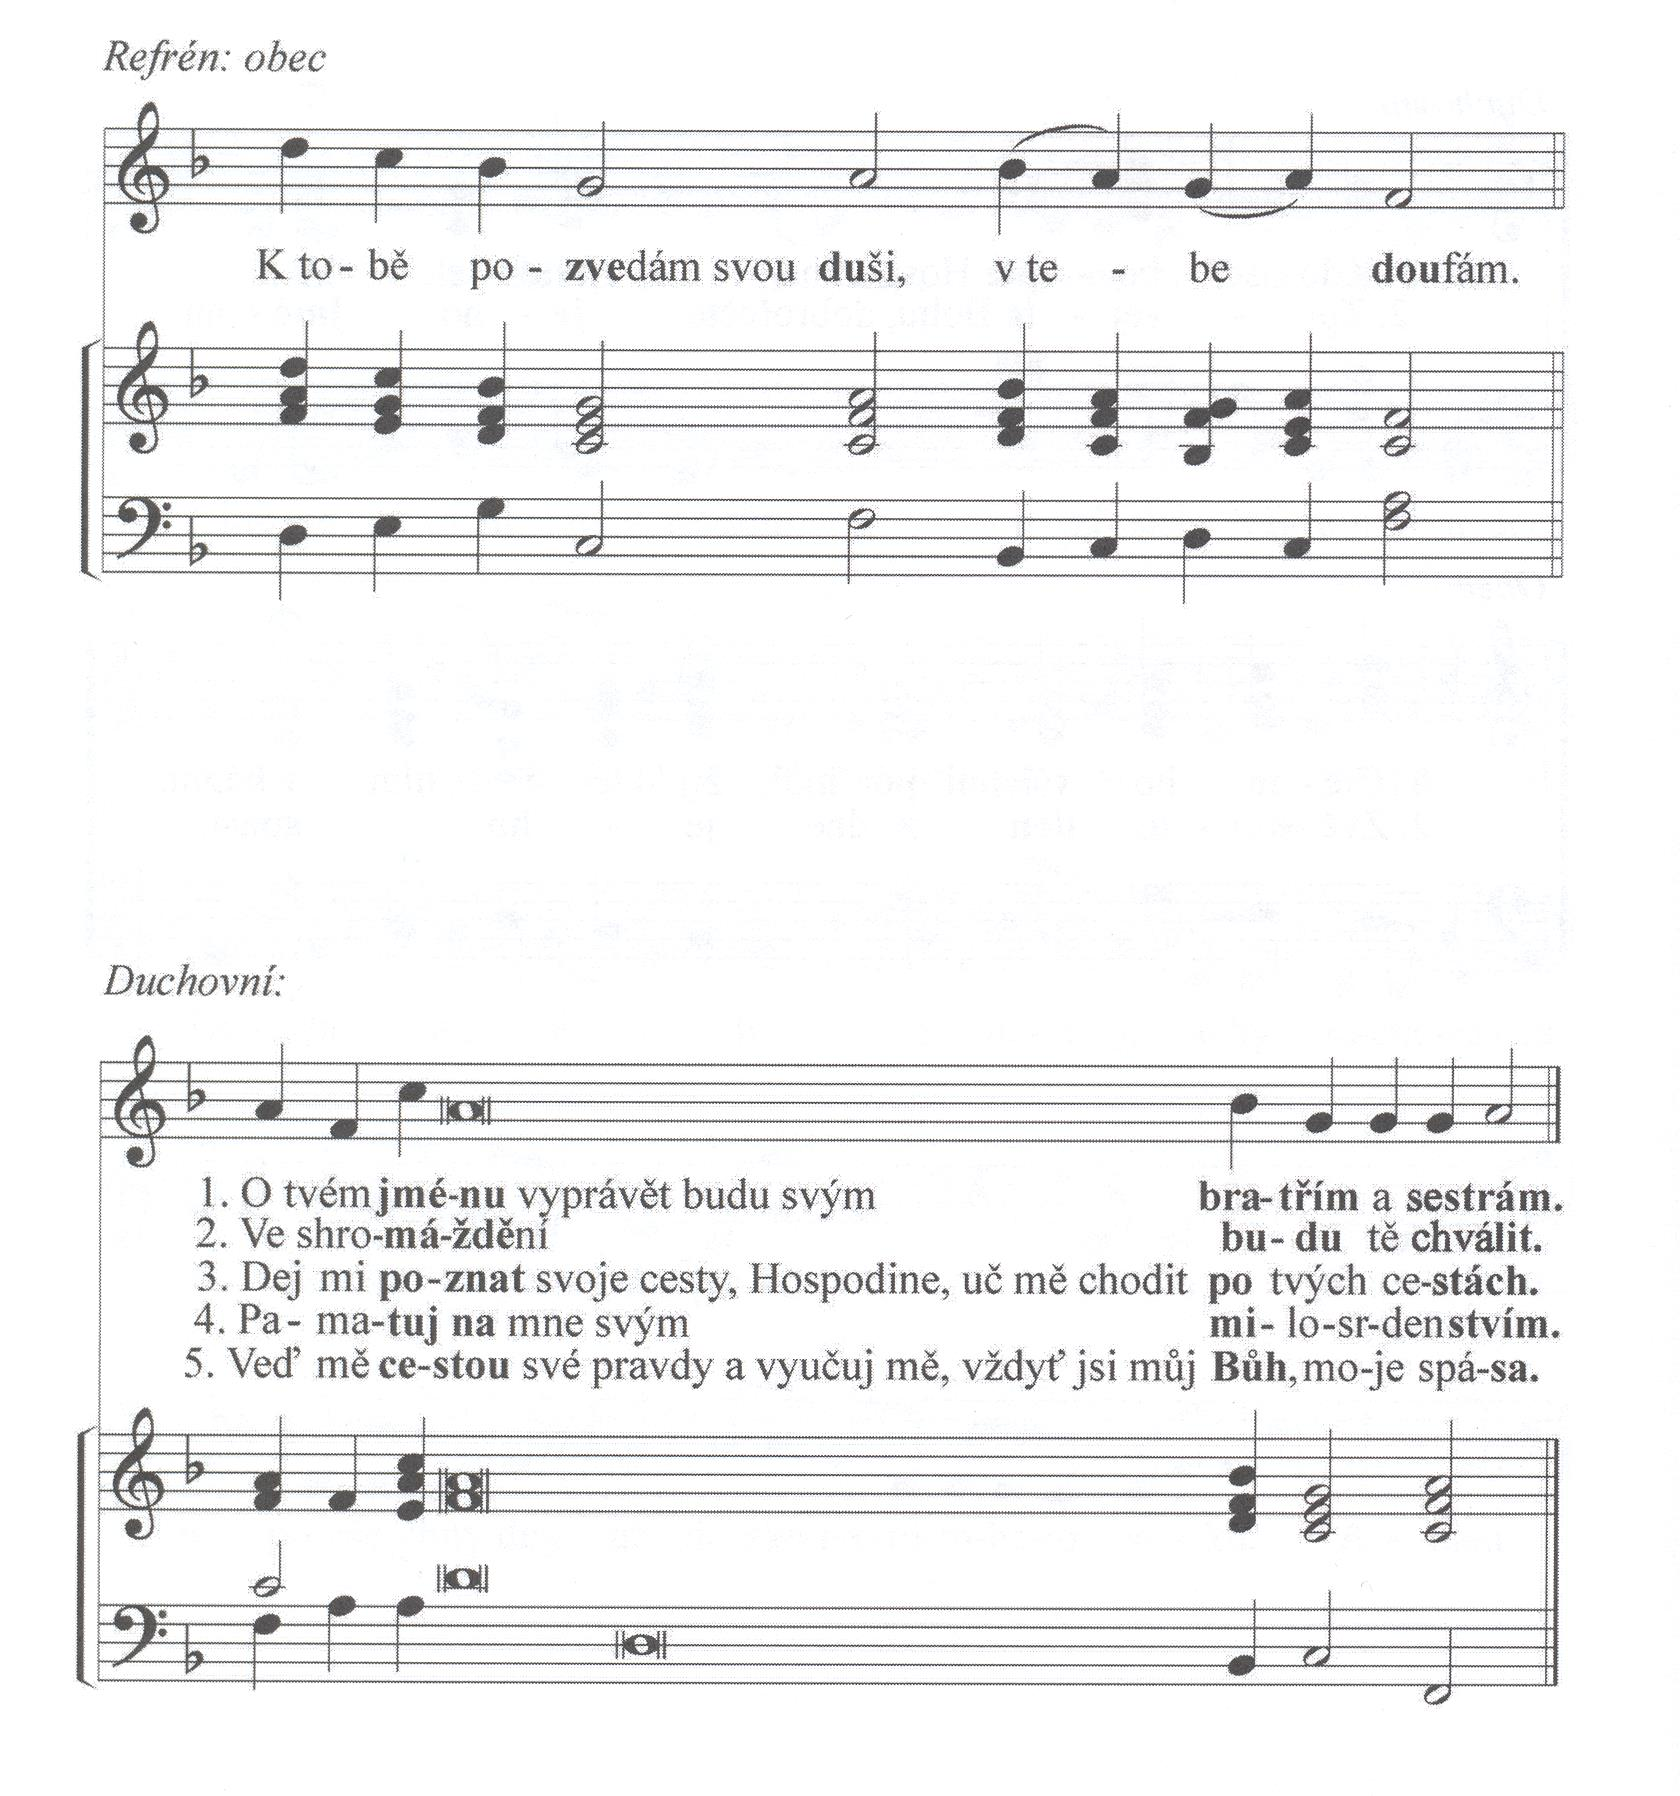 Refrén: obec
K to- bě po - zvedám svou duši, v te - be doufám.
Duchovní:
1. O tvém jmé-nu vyprávět budu svým bra-třím a sestrám.
2. Ve shro-má-ždění bu- du tě chválit.
3. Dej mi po-znat svoje cesty, Hospodine, uč mě chodit po tvých ce-stách.
4. Pa- ma-tuj na mne svým mi- lo-sr-denstvím.
5. Veď mě ce-stou své pravdy a vyučuj mě, vždyť jsi můj Bůh, mo-je spá-sa.